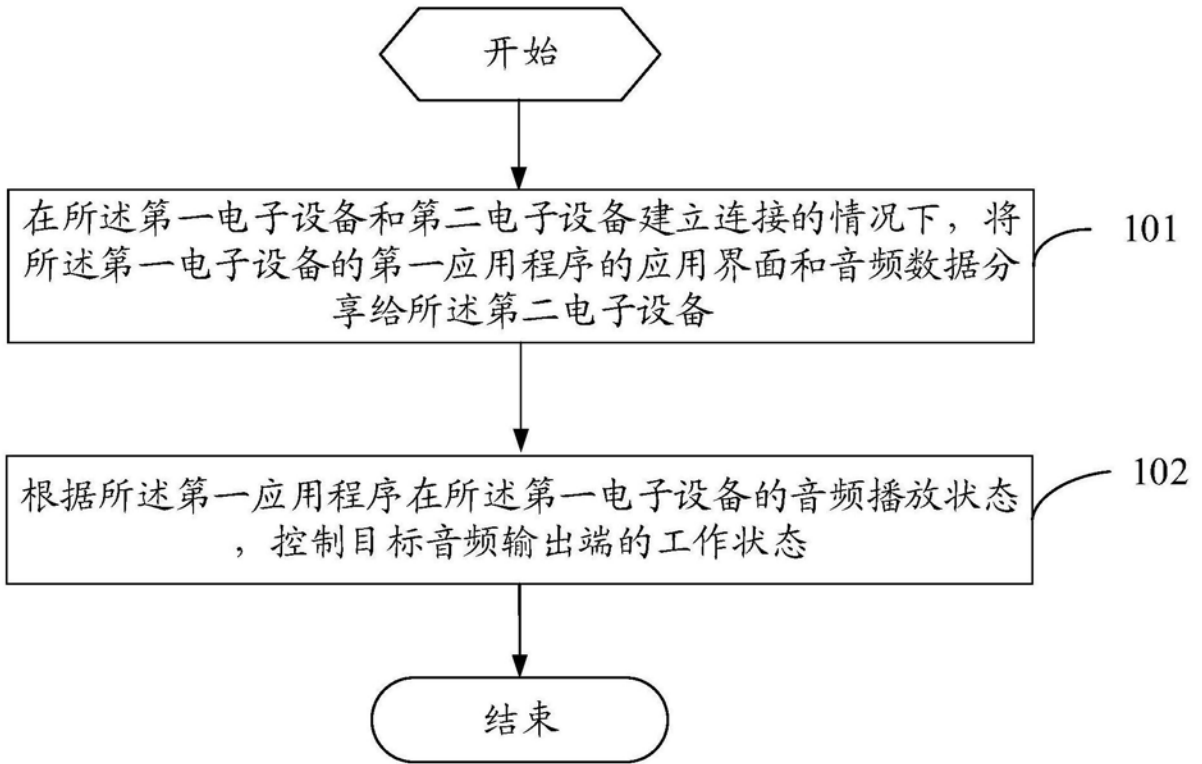 开始
在所述第一电子设备和第二电子设备建立连接的情况下，将
所述第一电子设备的第一应用程序的应用界面和音频数据分
享给所述第二电子设备
101
根据所述第一应用程序在所述第一电子设备的音频播放状态
，控制目标音频输出端的工作状态
102
结束